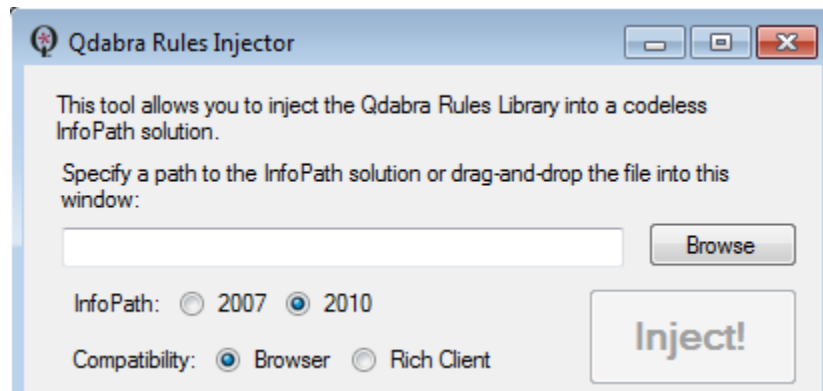 Qdabra Rules Injector
This tool allows you to inject the Qdabra Rules Library into a codeless
InfoPath solution.
Specify a path to the InfoPath solution or drag-and-drop the file into this
window:
Browse
InfoPath: 2007 2010
Inject!
Compatibility: Browser Rich Client